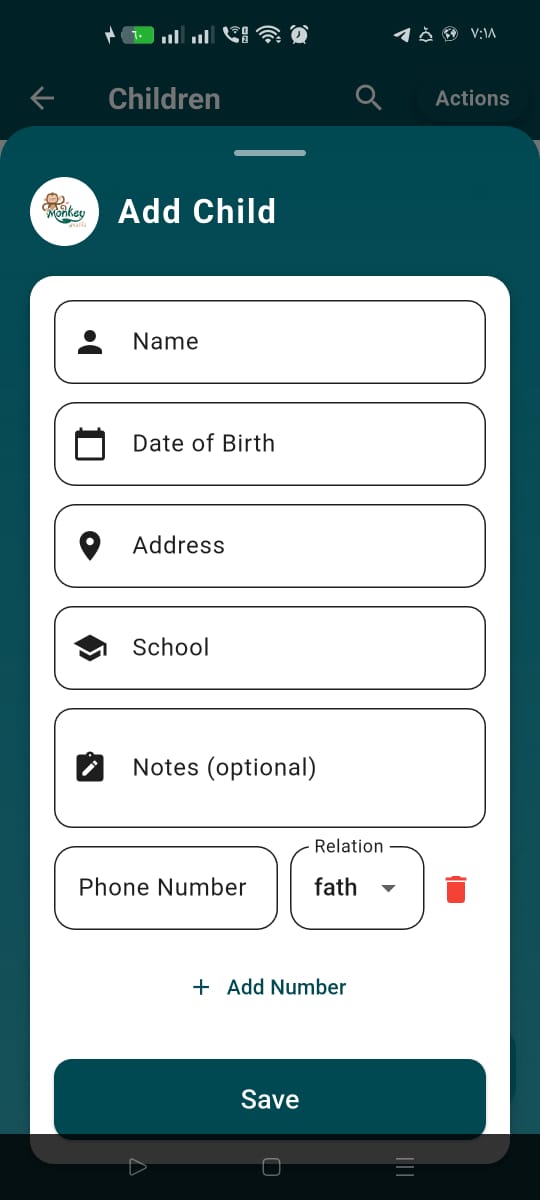 ٦٠ ٧:١٨
Children Actions
Monkey
Add Child
Name
Date of Birth
Address
School
Notes (optional)
Relation
Phone Number fath
+ Add Number
Save